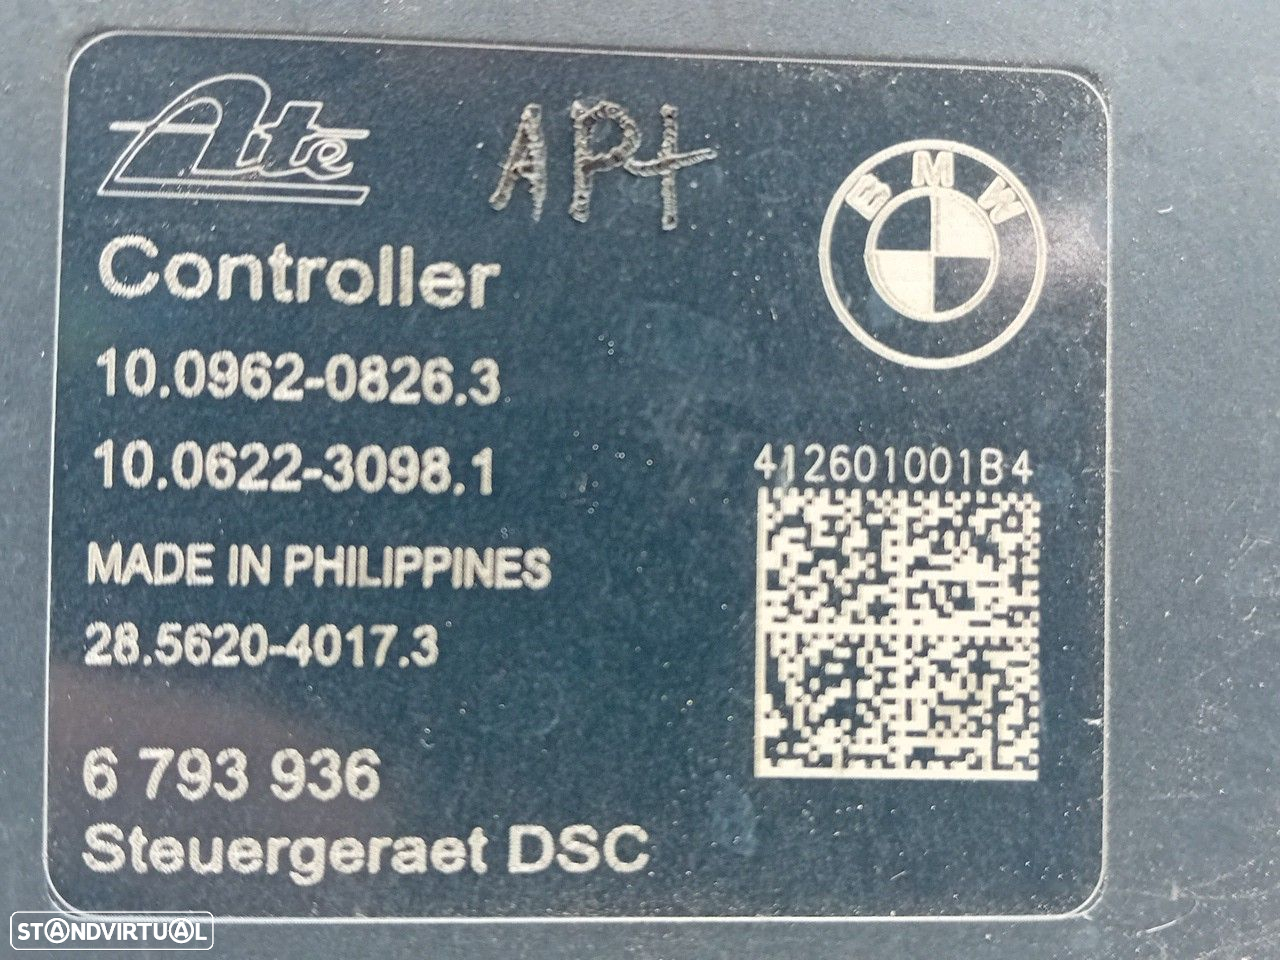 Ate
APt
BMW
Controller
10.0962-0826.3
10.0622-3098.1
412601001B4
MADE IN PHILIPPINES
28.5620-4017.3
6 793 936
Steuergeraet DSC
STANDVIRTUAL